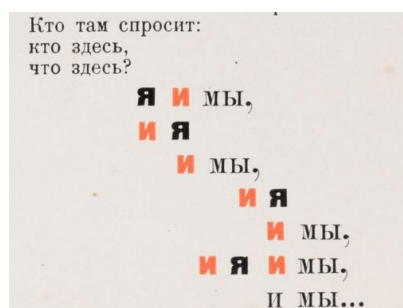 Кто там спросит:
кто здесь,
что здесь?
Я И мы,
И Я
И мы,
И Я
И мы,
И Я И мы,
и мы...